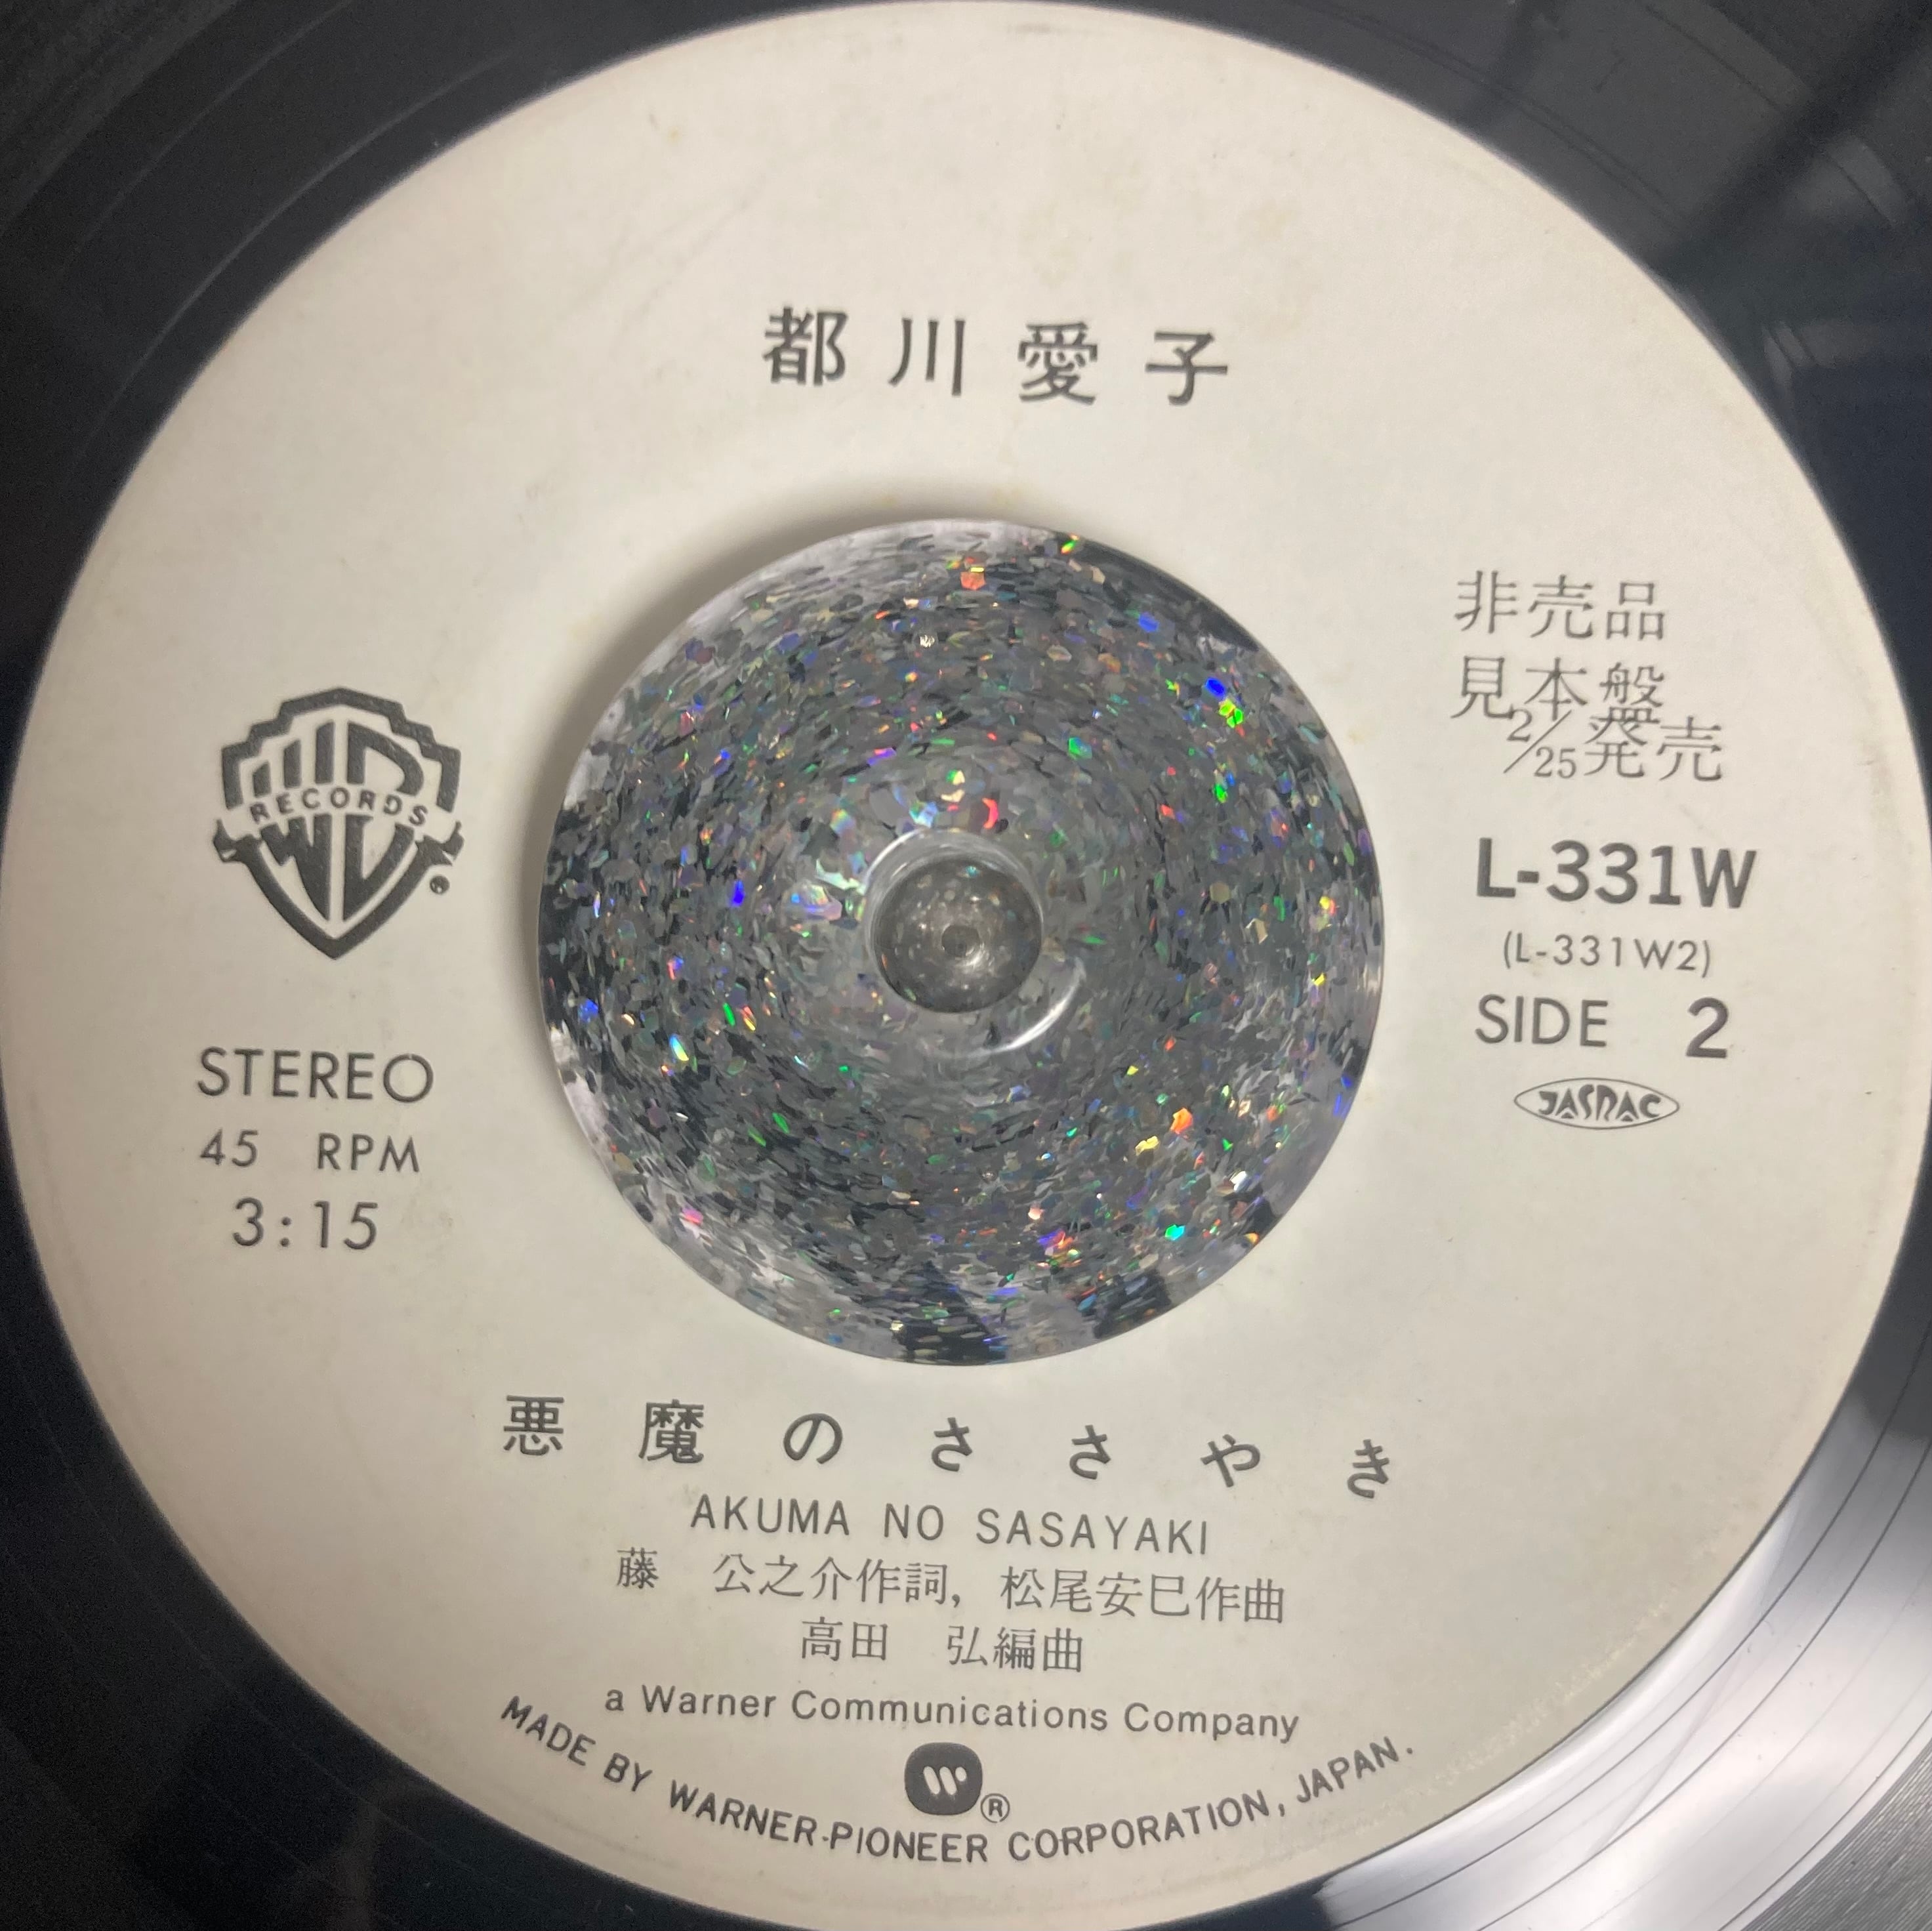 都川愛子
非売品
見本盤
2/25発売
WB RECORDS
®
L-331W
(L-331W2)
SIDE 2
JASRAC
STEREO
45 RPM
3:15
悪魔のささやき
AKUMA NO SASAYAKI
藤 公之介作詞, 松尾安巳作曲
高田 弘編曲
a Warner Communications Company
W®
MADE BY WARNER-PIONEER CORPORATION, JAPAN.